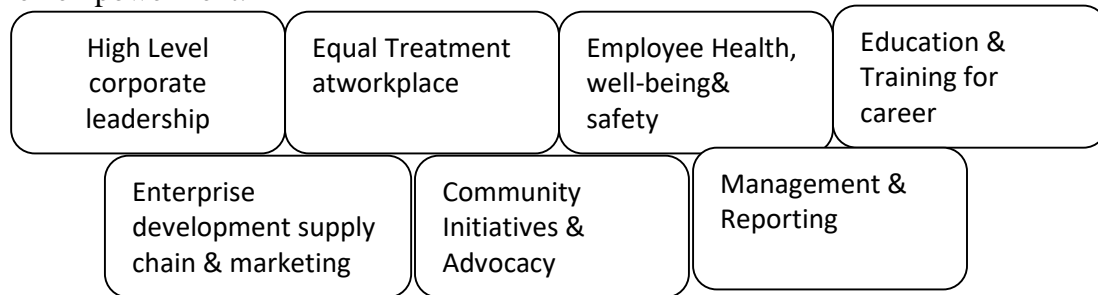 High Level
corporate
leadership
Equal Treatment
atworkplace
Employee Health,
well-being&
safety
Education &
Training for
career
Enterprise
development supply
chain & marketing
Community
Initiatives &
Advocacy
Management &
Reporting